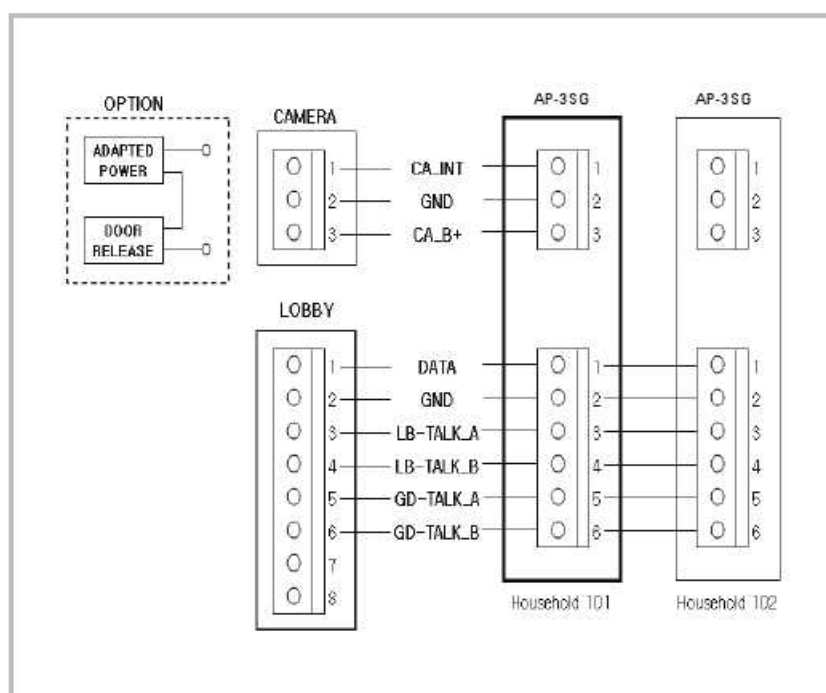 OPTION
ADAPTED
POWER
DOOR
RELEASE
CAMERA
1
2
3
CA_INT
GND
CA_B+
AP-3SG
1
2
3
AP-3SG
1
2
3
LOBBY
1
2
3
4
5
6
7
8
DATA
GND
LB-TALK_A
LB-TALK_B
GD-TALK_A
GD-TALK_B
1
2
3
4
5
6
1
2
3
4
5
6
Household 101
Household 102